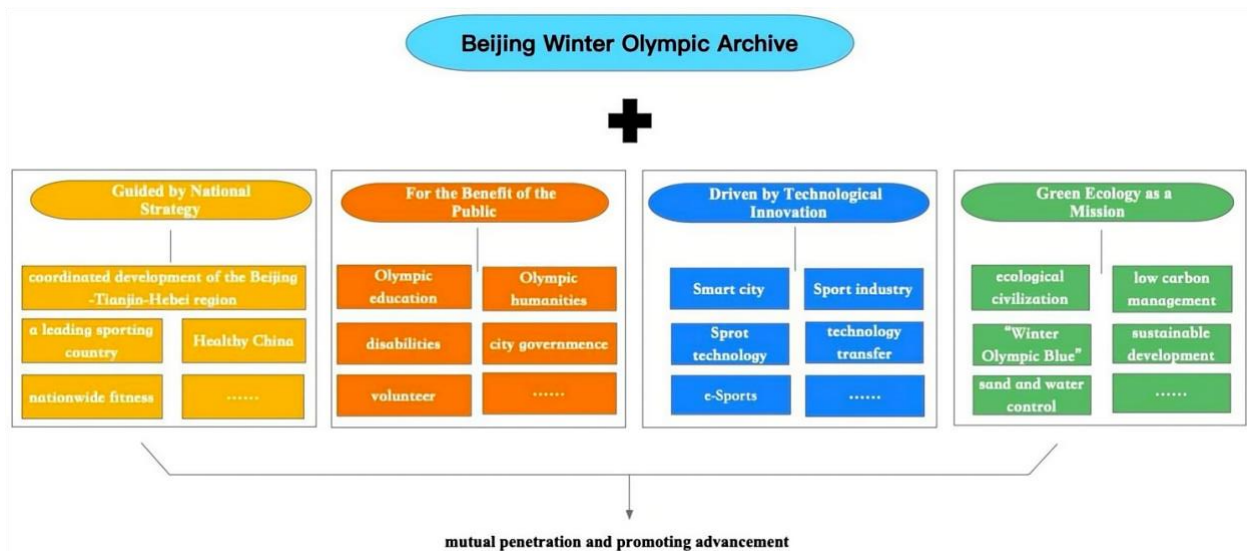 Beijing Winter Olympic Archive
Guided by National
Strategy
coordinated development of the Beijing
-Tianjin-Hebei region
a leading sporting
country
Healthy China
nationwide fitness
······
For the Benefit of the
Public
Olympic
education
Olympic
humanities
disabilities
city governmence
volunteer
······
Driven by Technological
Innovation
Smart city
Sport industry
Sprot
technology
technology
transfer
e-Sports
······
Green Ecology as a
Mission
ecological
civilization
low carbon
management
“Winter
Olympic Blue”
sustainable
development
sand and water
control
······
mutual penetration and promoting advancement